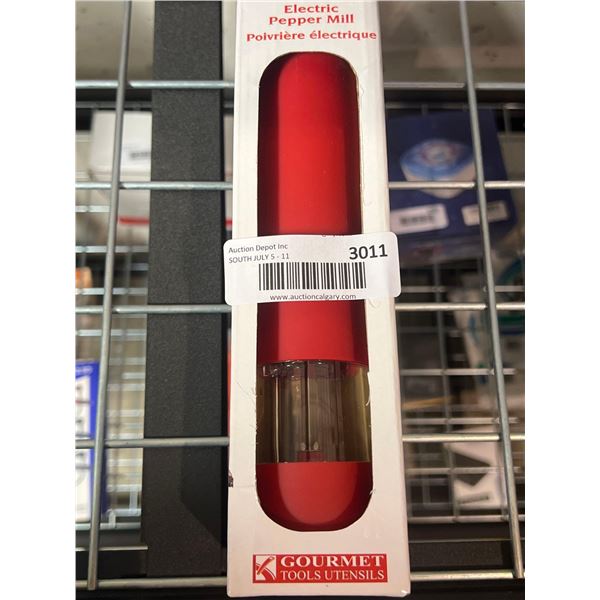 Electric
Pepper Mill
Poivrière électrique
Auction Depot Inc
SOUTH JULY 5 - 11
3011
www.auctioncalgary.com
GOURMET
TOOLS UTENSILS